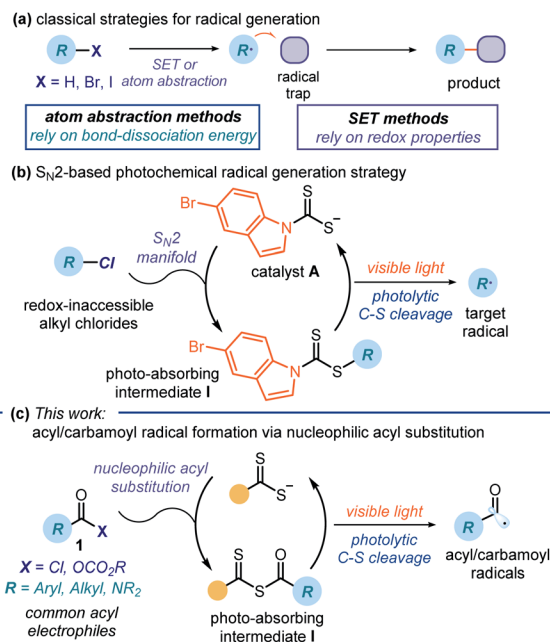 (a) classical strategies for radical generation
R—X
SET or
atom abstraction
R·
radical
trap
R
product
X = H, Br, I
atom abstraction methods
rely on bond-dissociation energy
SET methods
rely on redox properties
(b) SN2-based photochemical radical generation strategy
Br
N
S
S−
catalyst A
R—Cl
SN2
manifold
redox-inaccessible
alkyl chlorides
visible light
photolytic
C-S cleavage
R·
target
radical
Br
N
S
S
R
photo-absorbing
intermediate I
(c) This work:
acyl/carbamoyl radical formation via nucleophilic acyl substitution
nucleophilic acyl
substitution
S
S−
O
R
X
1
X = Cl, OCO2R
R = Aryl, Alkyl, NR2
common acyl
electrophiles
S
O
S
R
photo-absorbing
intermediate I
visible light
photolytic
C-S cleavage
O
R
C
·
acyl/carbamoyl
radicals